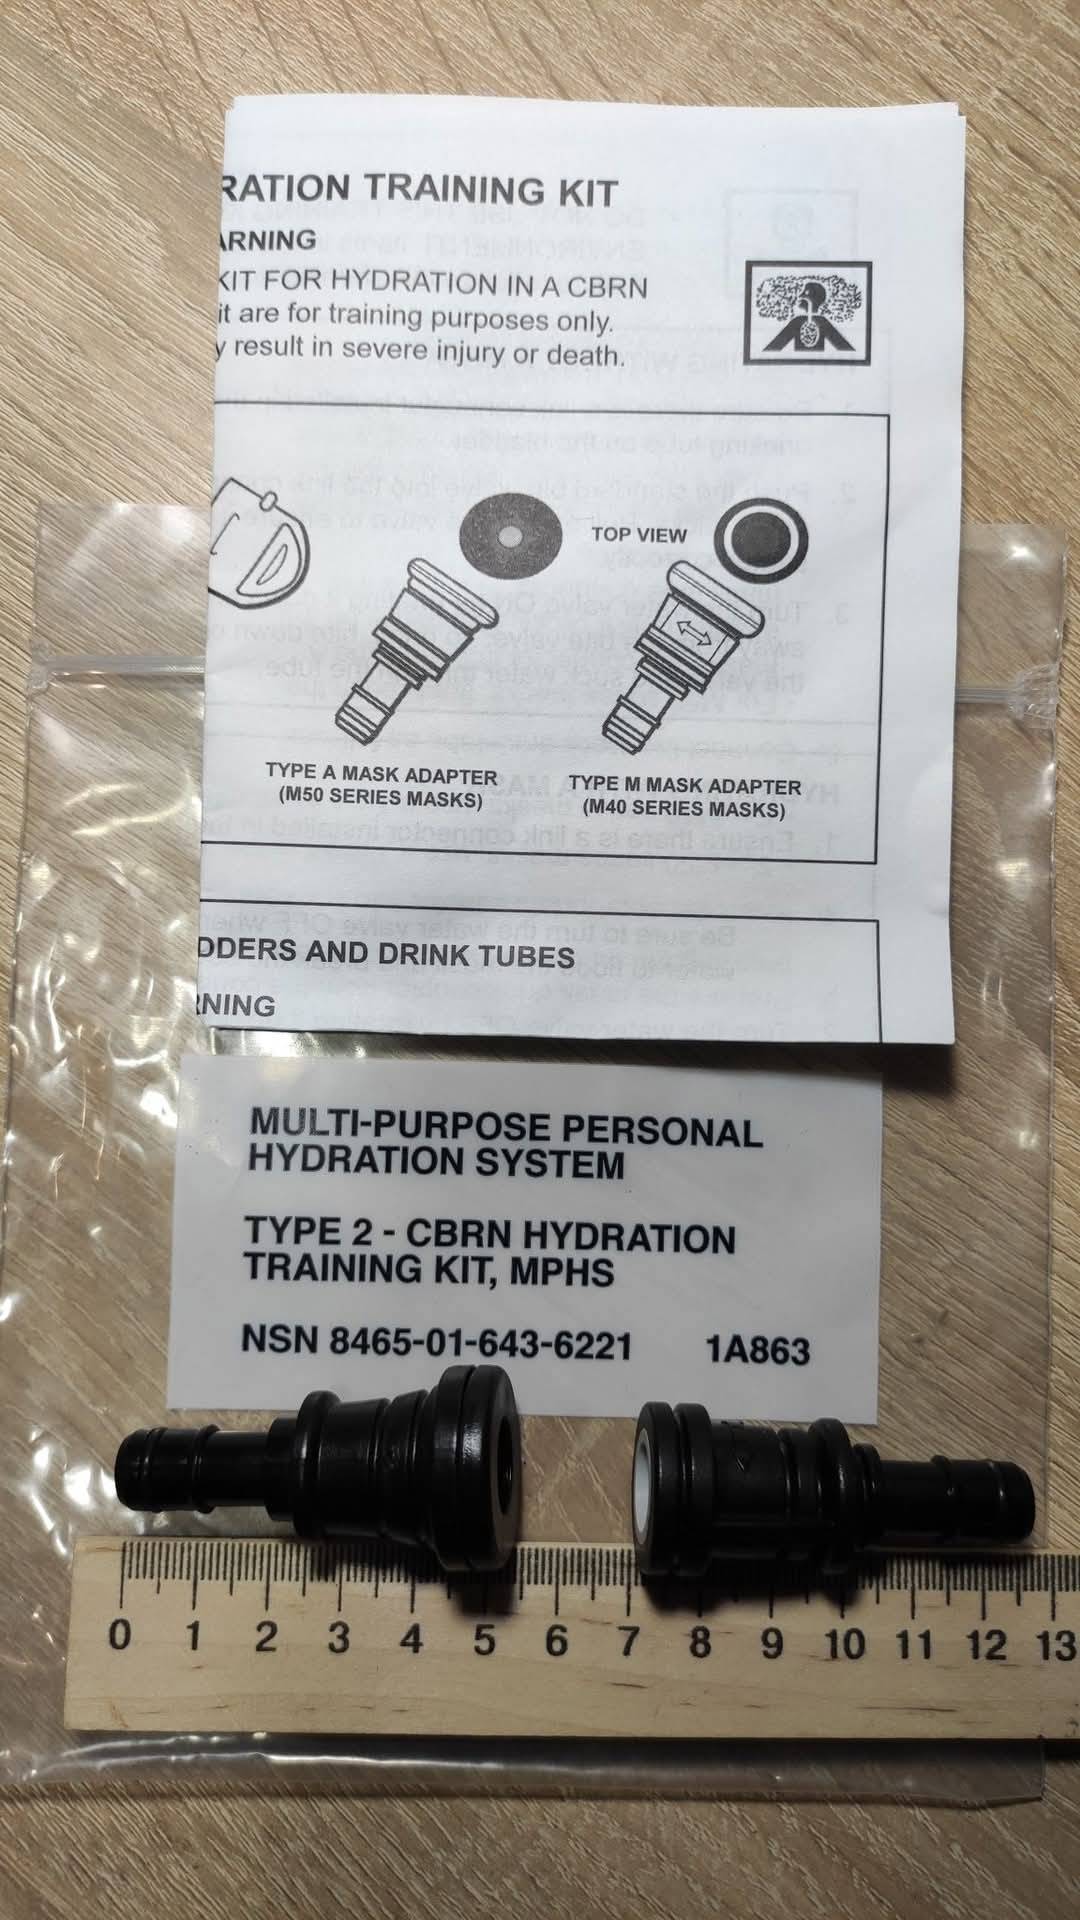 RATION TRAINING KIT
ARNING
KIT FOR HYDRATION IN A CBRN
it are for training purposes only.
y result in severe injury or death.
TOP VIEW
TYPE A MASK ADAPTER
(M50 SERIES MASKS)
TYPE M MASK ADAPTER
(M40 SERIES MASKS)
DDERS AND DRINK TUBES
RNING
MULTI-PURPOSE PERSONAL
HYDRATION SYSTEM
TYPE 2 - CBRN HYDRATION
TRAINING KIT, MPHS
NSN 8465-01-643-6221 1A863
0 1 2 3 4 5 6 7 8 9 10 11 12 13